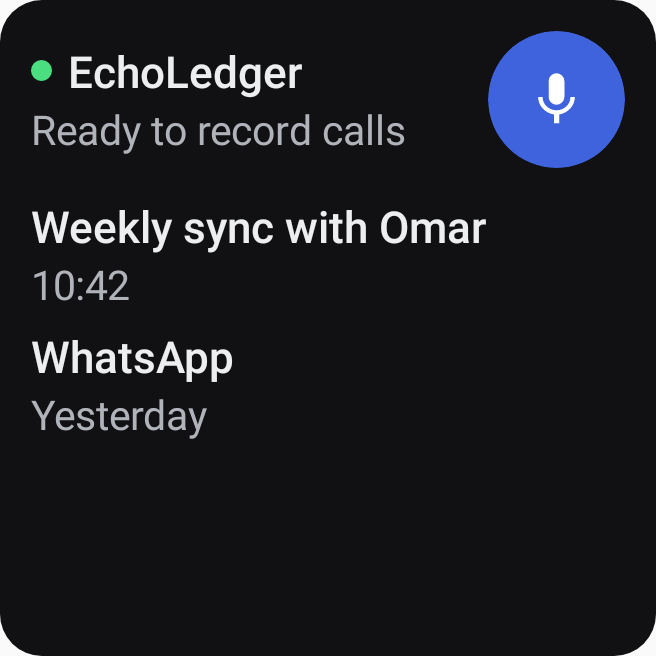 EchoLedger
Ready to record calls
Weekly sync with Omar
10:42
WhatsApp
Yesterday